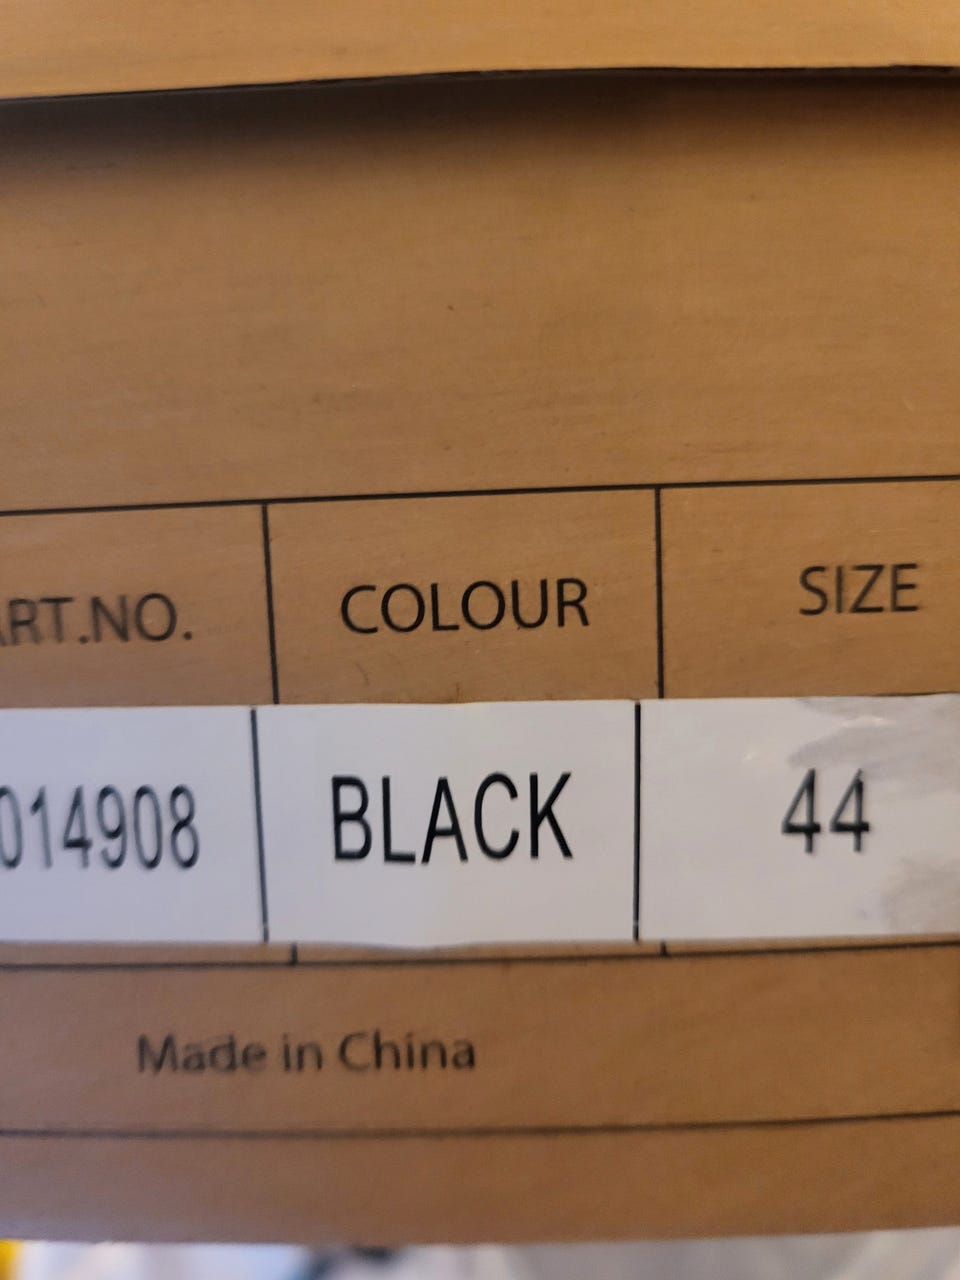 ART.NO. COLOUR SIZE
014908 BLACK 44
Made in China